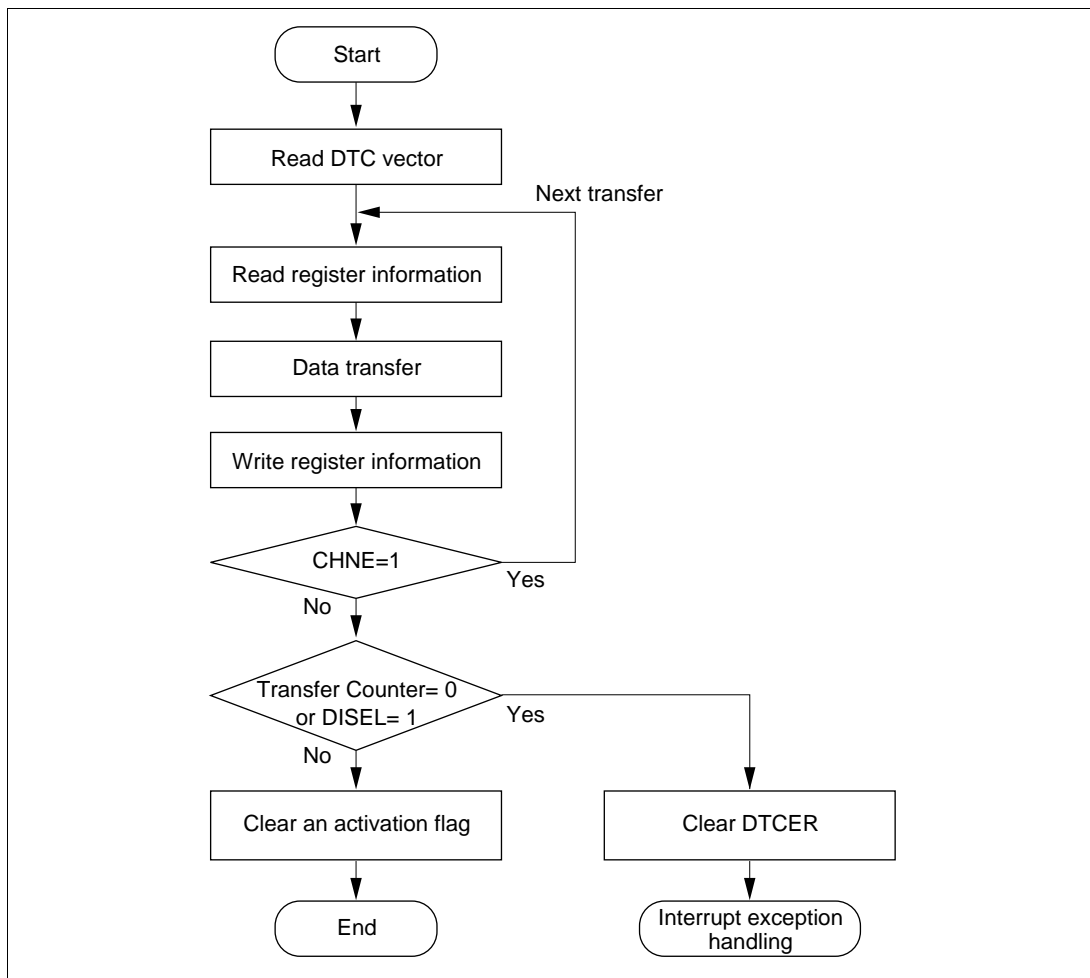 Start
Read DTC vector
Next transfer
Read register information
Data transfer
Write register information
CHNE=1
Yes
No
Transfer Counter= 0
or DISEL= 1
Yes
No
Clear an activation flag
Clear DTCER
End
Interrupt exception
handling